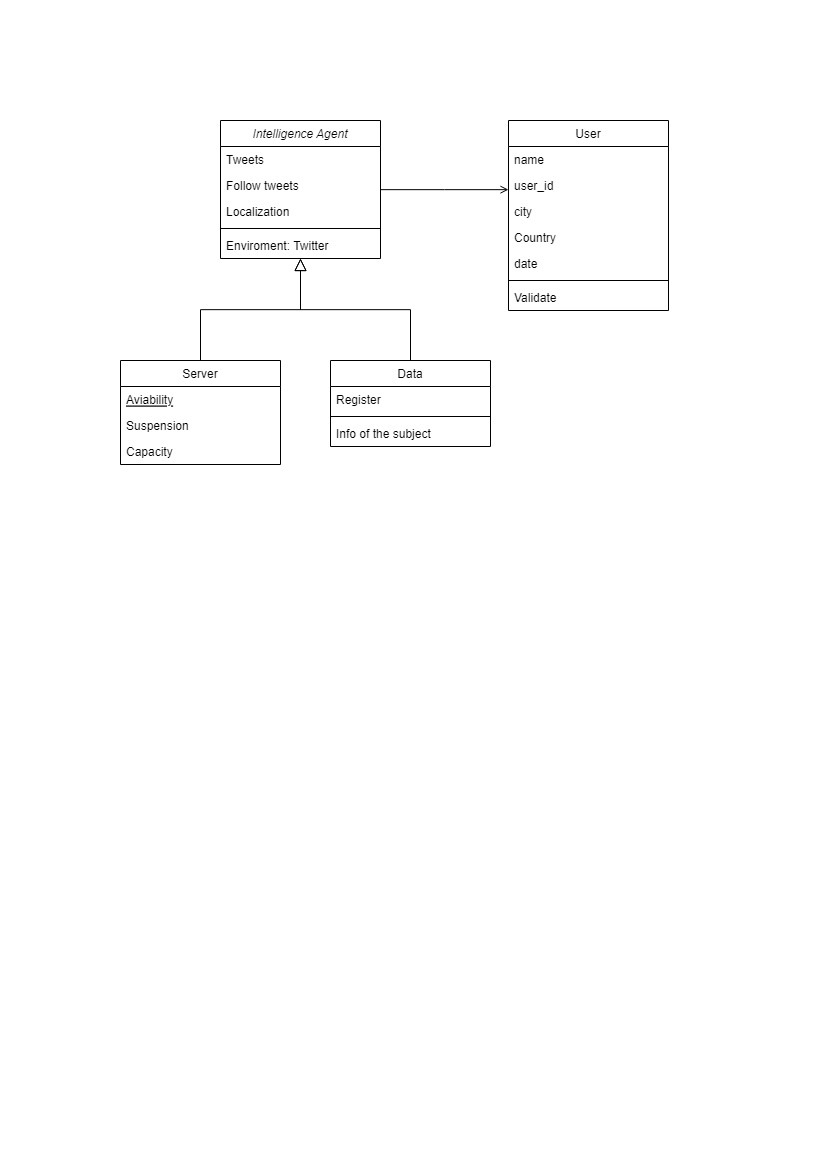 Intelligence Agent
Tweets
Follow tweets
Localization
Enviroment: Twitter
User
name
user_id
city
Country
date
Validate
Server
Aviability
Suspension
Capacity
Data
Register
Info of the subject